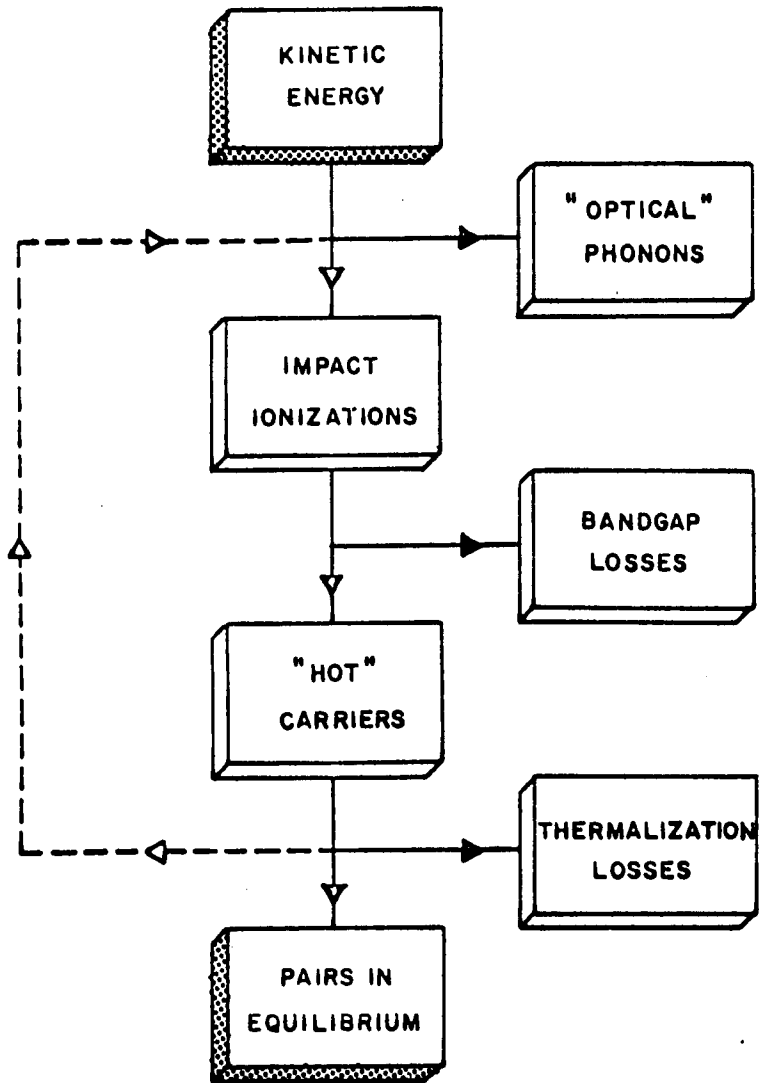 KINETIC
ENERGY
"OPTICAL"
PHONONS
IMPACT
IONIZATIONS
BANDGAP
LOSSES
"HOT"
CARRIERS
THERMALIZATION
LOSSES
PAIRS IN
EQUILIBRIUM